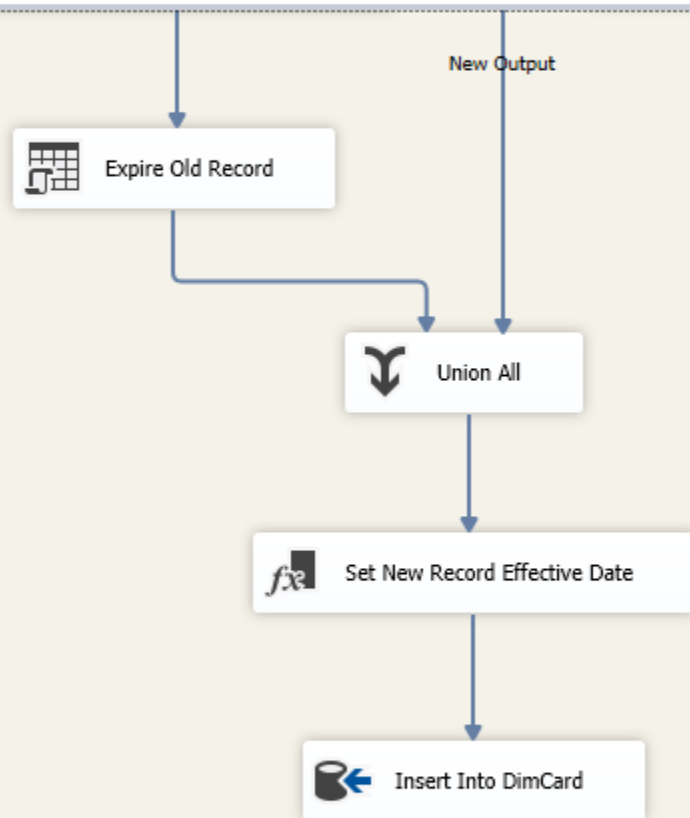 New Output
Expire Old Record
Union All
Set New Record Effective Date
Insert Into DimCard